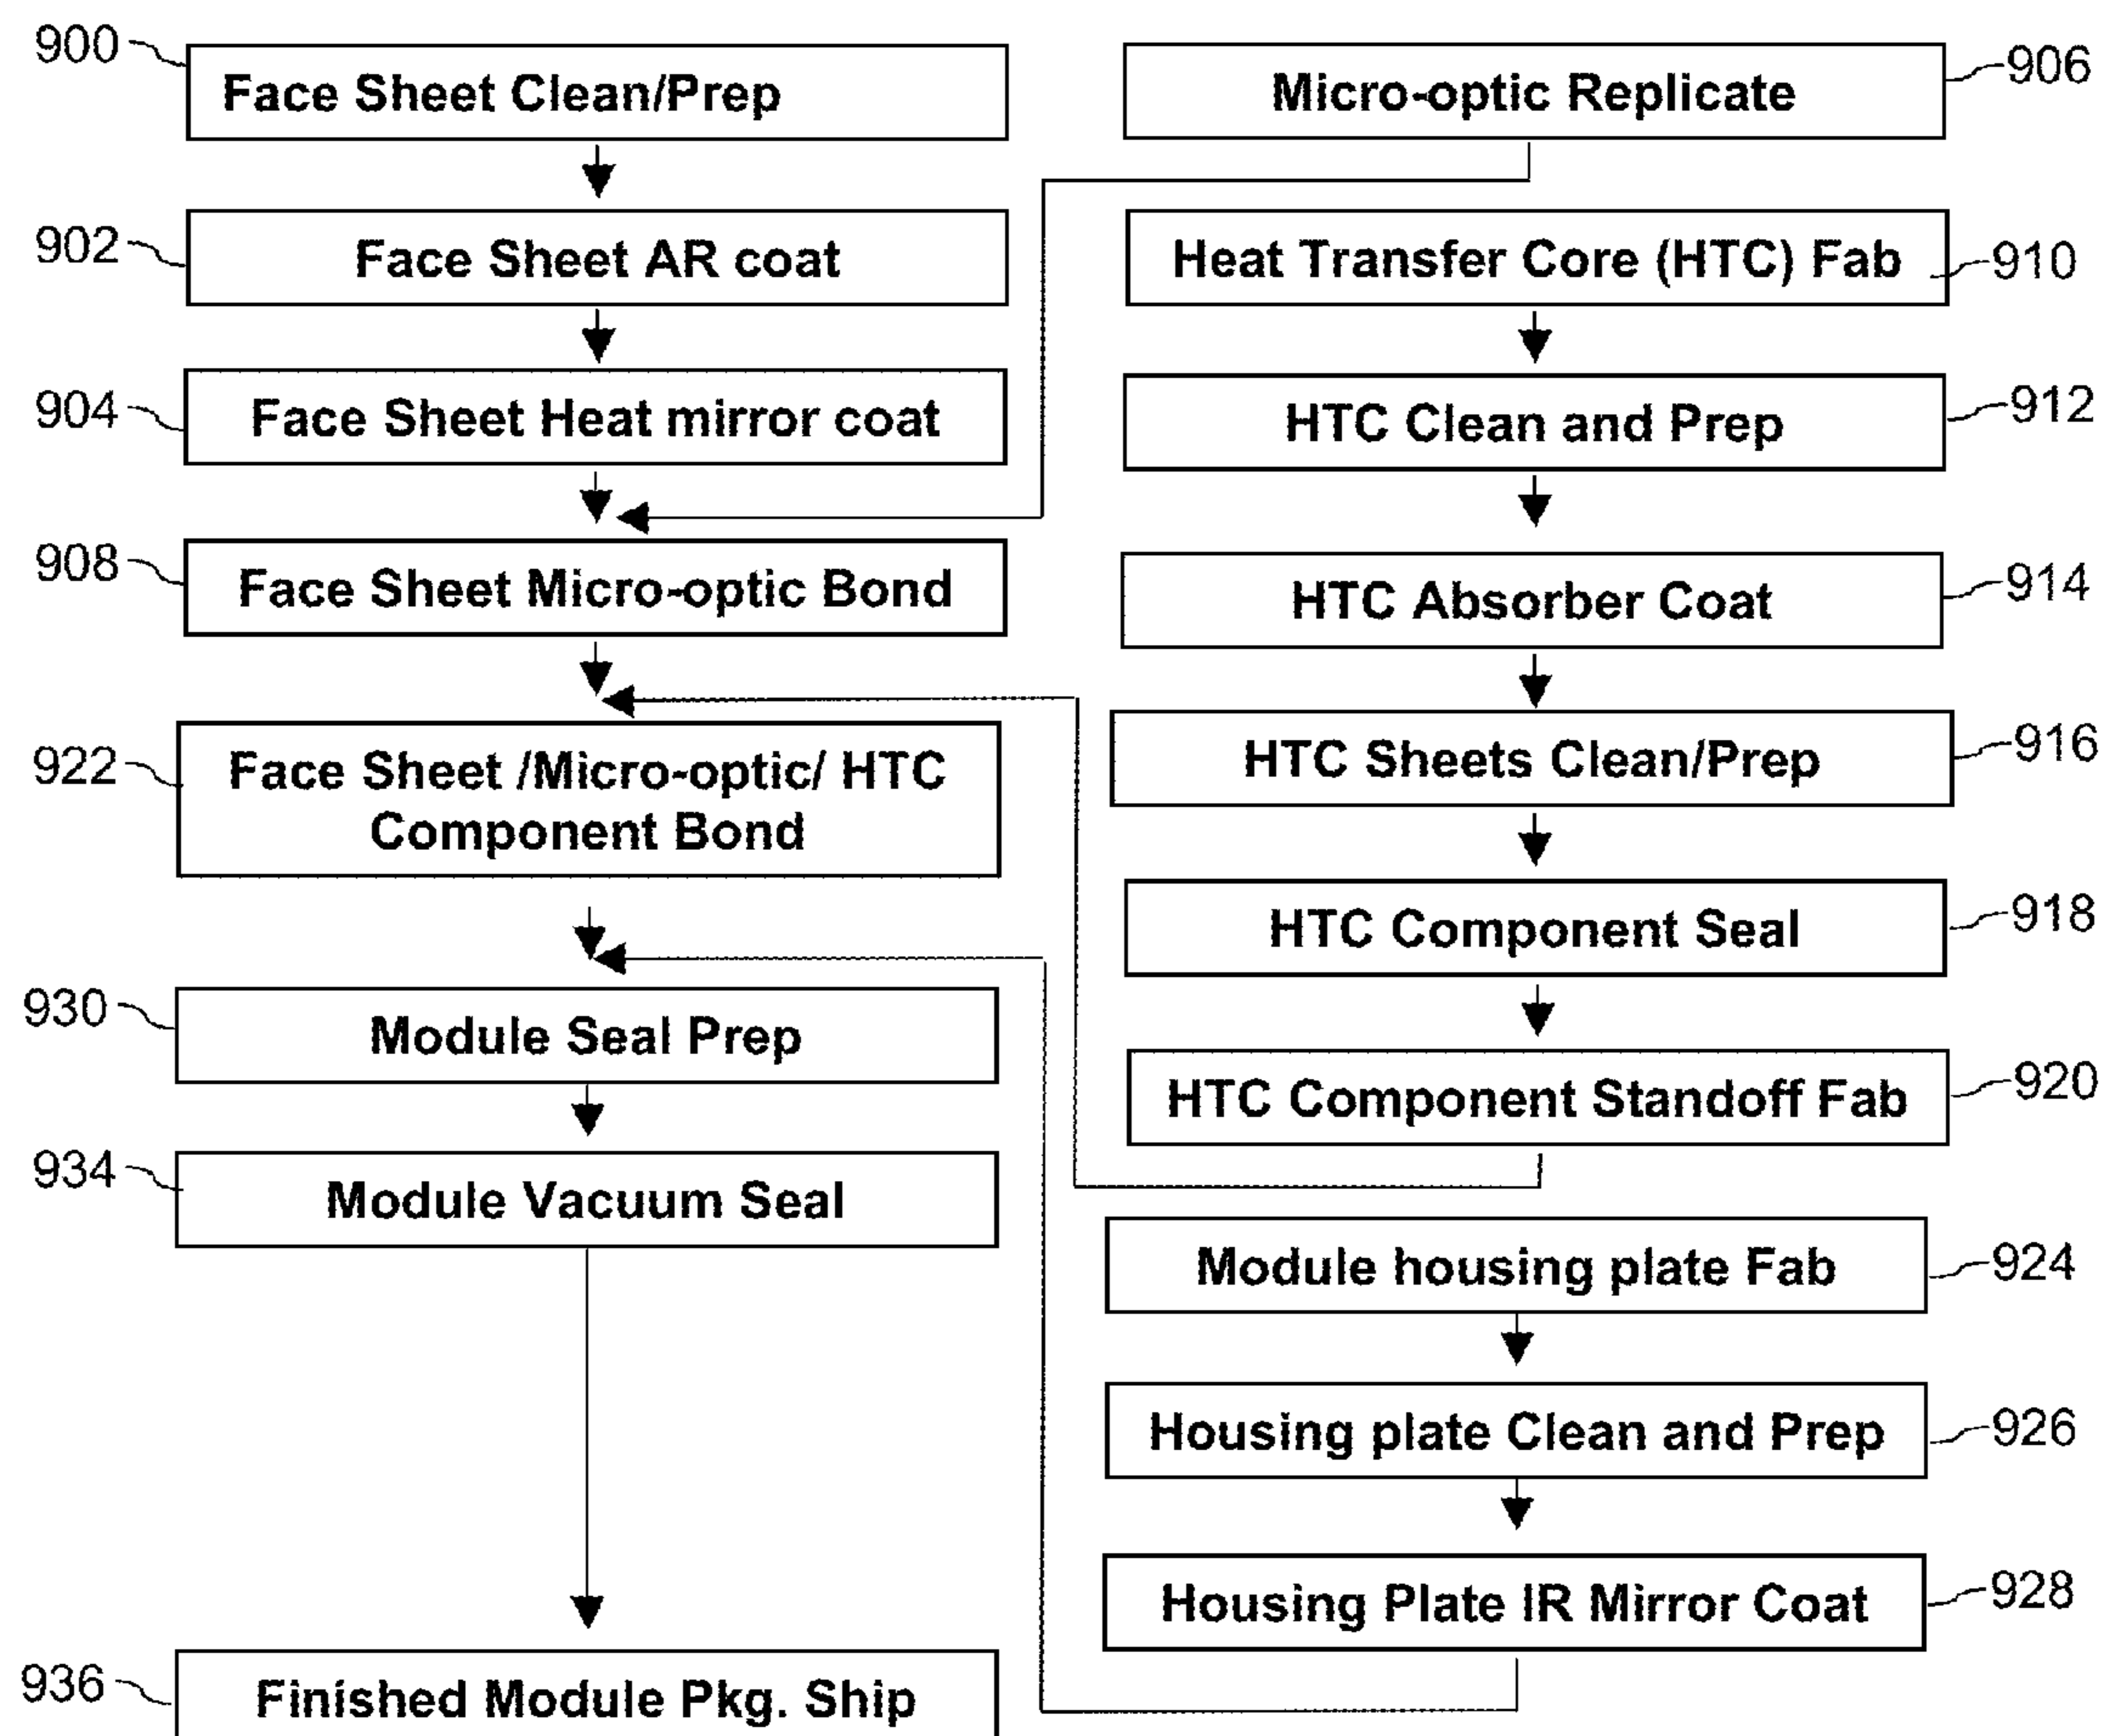 900
Face Sheet Clean/Prep
902
Face Sheet AR coat
904
Face Sheet Heat mirror coat
908
Face Sheet Micro-optic Bond
922
Face Sheet /Micro-optic/ HTC
Component Bond
930
Module Seal Prep
934
Module Vacuum Seal
936
Finished Module Pkg. Ship
Micro-optic Replicate
906
Heat Transfer Core (HTC) Fab
910
HTC Clean and Prep
912
HTC Absorber Coat
914
HTC Sheets Clean/Prep
916
HTC Component Seal
918
HTC Component Standoff Fab
920
Module housing plate Fab
924
Housing plate Clean and Prep
926
Housing Plate IR Mirror Coat
928